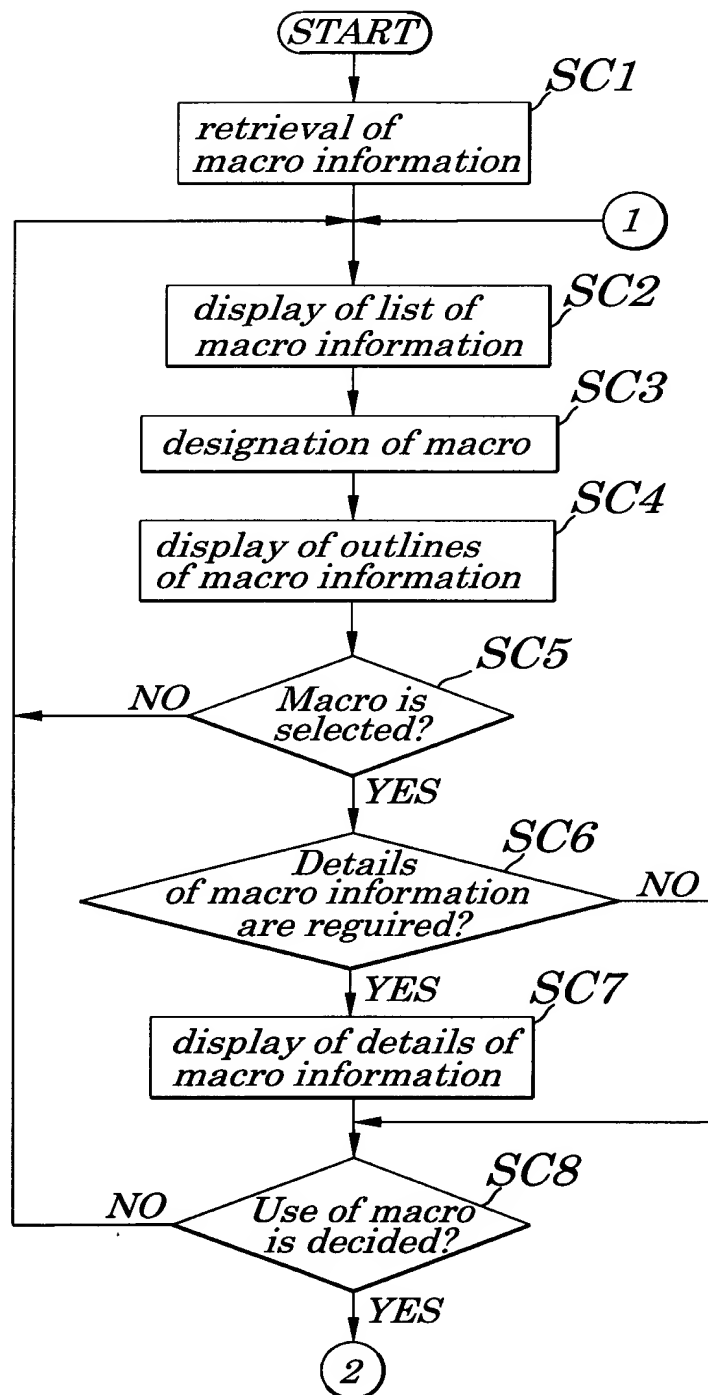 START
SC1
retrieval of
macro information
1
SC2
display of list of
macro information
SC3
designation of macro
SC4
display of outlines
of macro information
SC5
NO
Macro is
selected?
YES
SC6
Details
of macro information
are reguired?
NO
YES
SC7
display of details of
macro information
SC8
NO
Use of macro
is decided?
YES
2